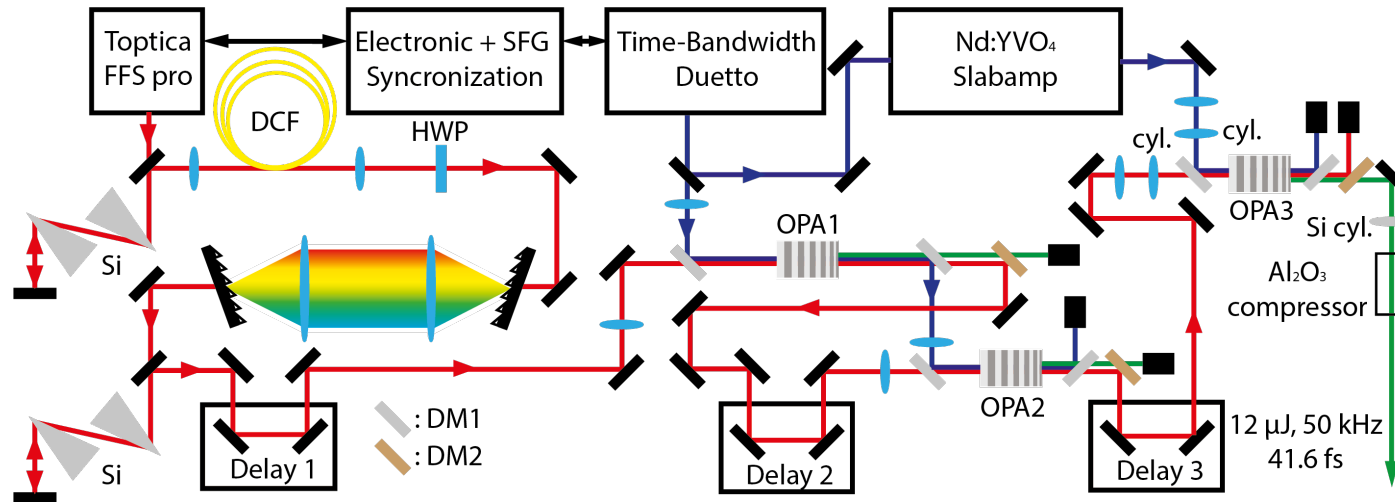 Toptica
FFS pro
Electronic + SFG
Syncronization
Time-Bandwidth
Duetto
Nd:YVO₄
Slabamp
DCF
HWP
cyl.
cyl.
OPA1
OPA3
Si
Si cyl.
Al₂O₃
compressor
OPA2
: DM1
: DM2
Si
Delay 1
Delay 2
Delay 3
12 µJ, 50 kHz
41.6 fs